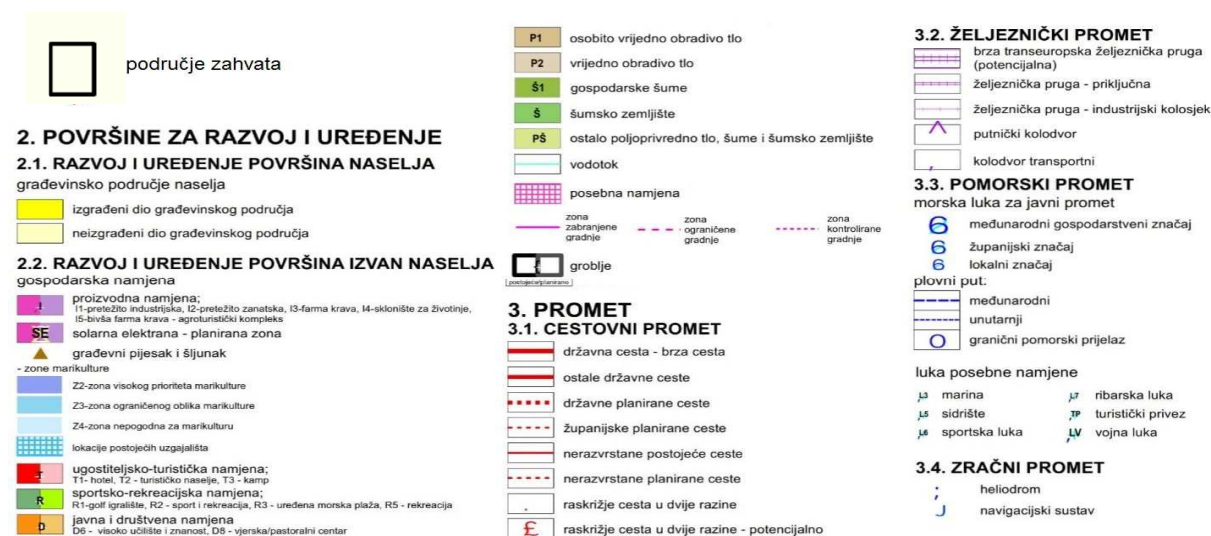 područje zahvata
2. POVRŠINE ZA RAZVOJ I UREĐENJE
2.1. RAZVOJ I UREĐENJE POVRŠINA NASELJA
građevinsko područje naselja
izgrađeni dio građevinskog područja
neizgrađeni dio građevinskog područja
2.2. RAZVOJ I UREĐENJE POVRŠINA IZVAN NASELJA
gospodarska namjena
I proizvodna namjena;
I1-pretežito industrijska, I2-pretežito zanatska, I3-farma krava, I4-sklonište za životinje,
I5-bivša farma krava - agroturistički kompleks
SE solarna elektrana - planirana zona
građevni pijesak i šljunak
- zone marikulture
Z2-zona visokog prioriteta marikulture
Z3-zona ograničenog oblika marikulture
Z4-zona nepogodna za marikulturu
lokacije postojećih uzgajališta
T ugostiteljsko-turistička namjena;
T1- hotel, T2 - turističko naselje, T3 - kamp
R sportsko-rekreacijska namjena;
R1-golf igralište, R2 - sport i rekreacija, R3 - uređena morska plaža, R5 - rekreacija
D javna i društvena namjena
D6 - visoko učilište i znanost, D8 - vjerska/pastoralni centar
P1 osobito vrijedno obradivo tlo
P2 vrijedno obradivo tlo
Š1 gospodarske šume
Š šumsko zemljište
PŠ ostalo poljoprivredno tlo, šume i šumsko zemljište
vodotok
posebna namjena
zona zabranjene gradnje
zona ograničene gradnje
zona kontrolirane gradnje
groblje
postojeće/planirano
3. PROMET
3.1. CESTOVNI PROMET
državna cesta - brza cesta
ostale državne ceste
državne planirane ceste
županijske planirane ceste
nerazvrstane postojeće ceste
nerazvrstane planirane ceste
raskrižje cesta u dvije razine
£ raskrižje cesta u dvije razine - potencijalno
3.2. ŽELJEZNIČKI PROMET
brza transeuropska željeznička pruga
(potencijalna)
željeznička pruga - priključna
željeznička pruga - industrijski kolosjek
putnički kolodvor
kolodvor transportni
3.3. POMORSKI PROMET
morska luka za javni promet
6 međunarodni gospodarstveni značaj
6 županijski značaj
6 lokalni značaj
plovni put:
međunarodni
unutarnji
O granični pomorski prijelaz
luka posebne namjene
L3 marina
L5 sidrište
L6 sportska luka
L7 ribarska luka
TP turistički privez
LV vojna luka
3.4. ZRAČNI PROMET
; heliodrom
J navigacijski sustav